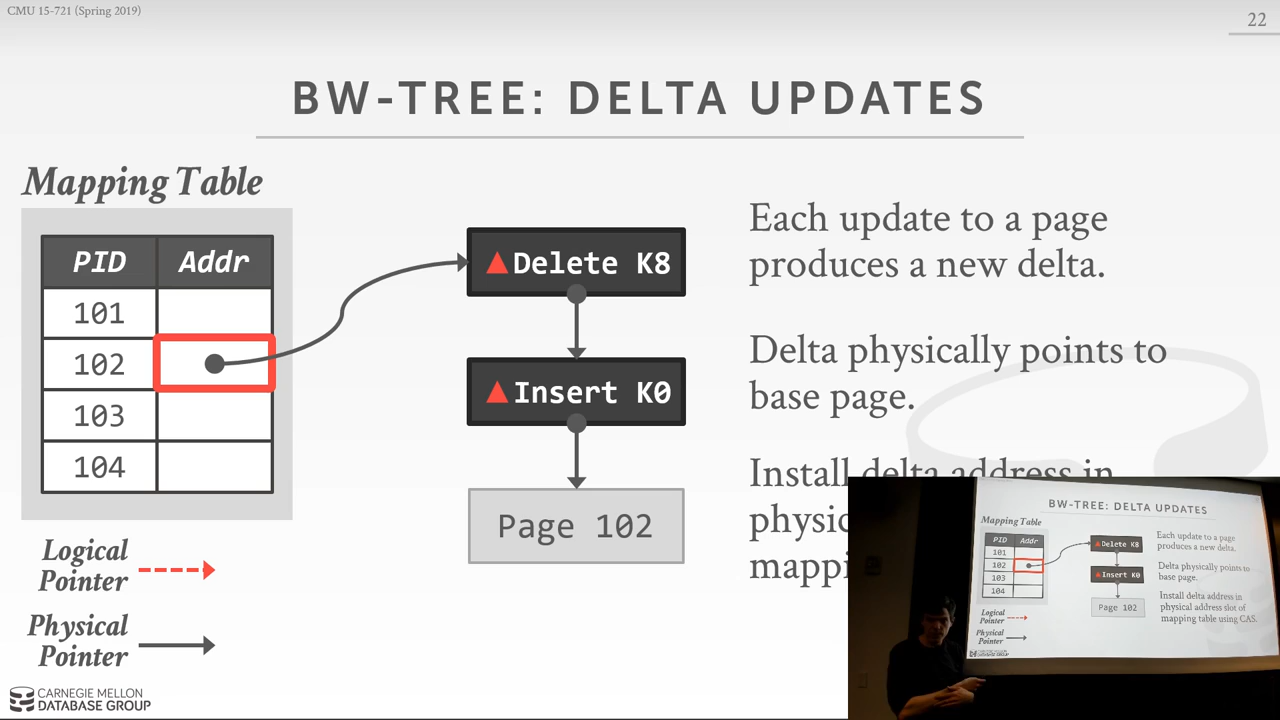 CMU 15-721 (Spring 2019)
22
BW-TREE: DELTA UPDATES
Mapping Table
PID Addr
101
102
103
104
Delete K8
Insert K0
Page 102
Logical
Pointer
Physical
Pointer
Each update to a page
produces a new delta.
Delta physically points to
base page.
Install delta address in
physic
mappi
CARNEGIE MELLON
DATABASE GROUP
BW-TREE: DELTA UPDATES
Mapping Table
PID Addr
101
102
103
104
Delete K8
Insert K0
Page 102
Logical
Pointer
Physical
Pointer
Each update to a page
produces a new delta.
Delta physically points to
base page.
Install delta address in
physical address slot of
mapping table using CAS.
CARNEGIE MELLON
DATABASE GROUP